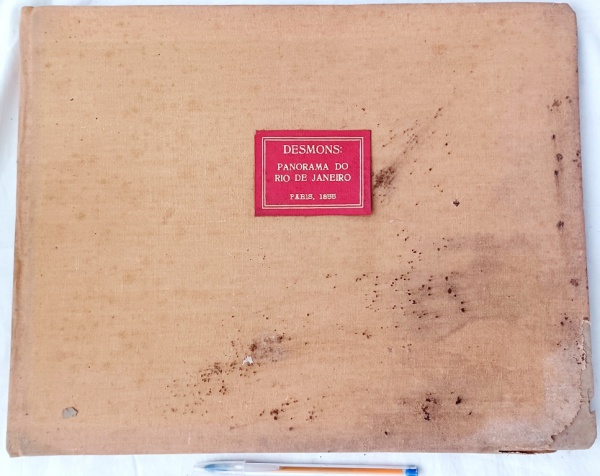 DESMONS:
PANORAMA DO
RIO DE JANEIRO
PARIS, 1855